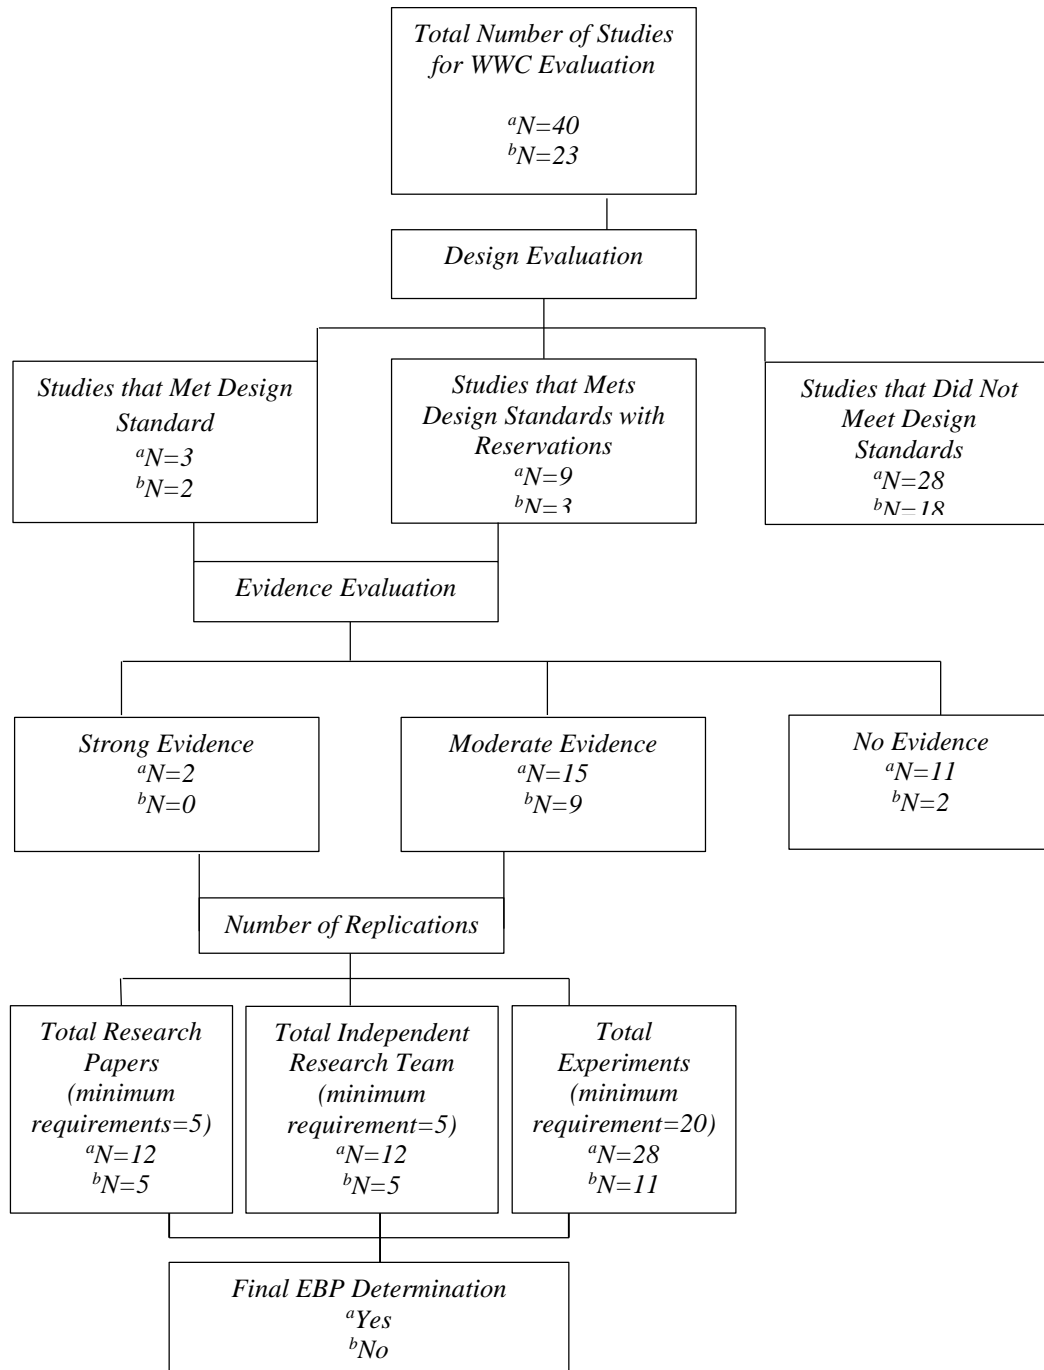 Total Number of Studies
for WWC Evaluation
ᵃN=40
ᵇN=23
Design Evaluation
Studies that Met Design
Standard
ᵃN=3
ᵇN=2
Studies that Mets
Design Standards with
Reservations
ᵃN=9
ᵇN=3
Studies that Did Not
Meet Design
Standards
ᵃN=28
ᵇN=18
Evidence Evaluation
Strong Evidence
ᵃN=2
ᵇN=0
Moderate Evidence
ᵃN=15
ᵇN=9
No Evidence
ᵃN=11
ᵇN=2
Number of Replications
Total Research
Papers
(minimum
requirements=5)
ᵃN=12
ᵇN=5
Total Independent
Research Team
(minimum
requirement=5)
ᵃN=12
ᵇN=5
Total
Experiments
(minimum
requirement=20)
ᵃN=28
ᵇN=11
Final EBP Determination
ᵃYes
ᵇNo